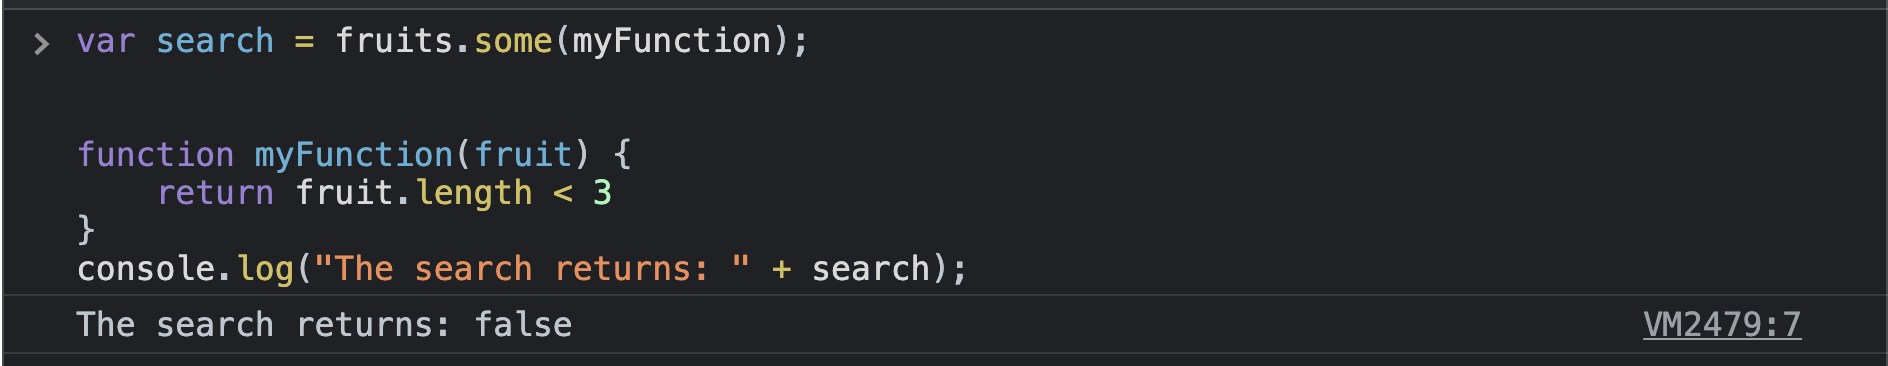 > var search = fruits.some(myFunction);
function myFunction(fruit) {
    return fruit.length < 3
}
console.log("The search returns: " + search);
The search returns: false VM2479:7